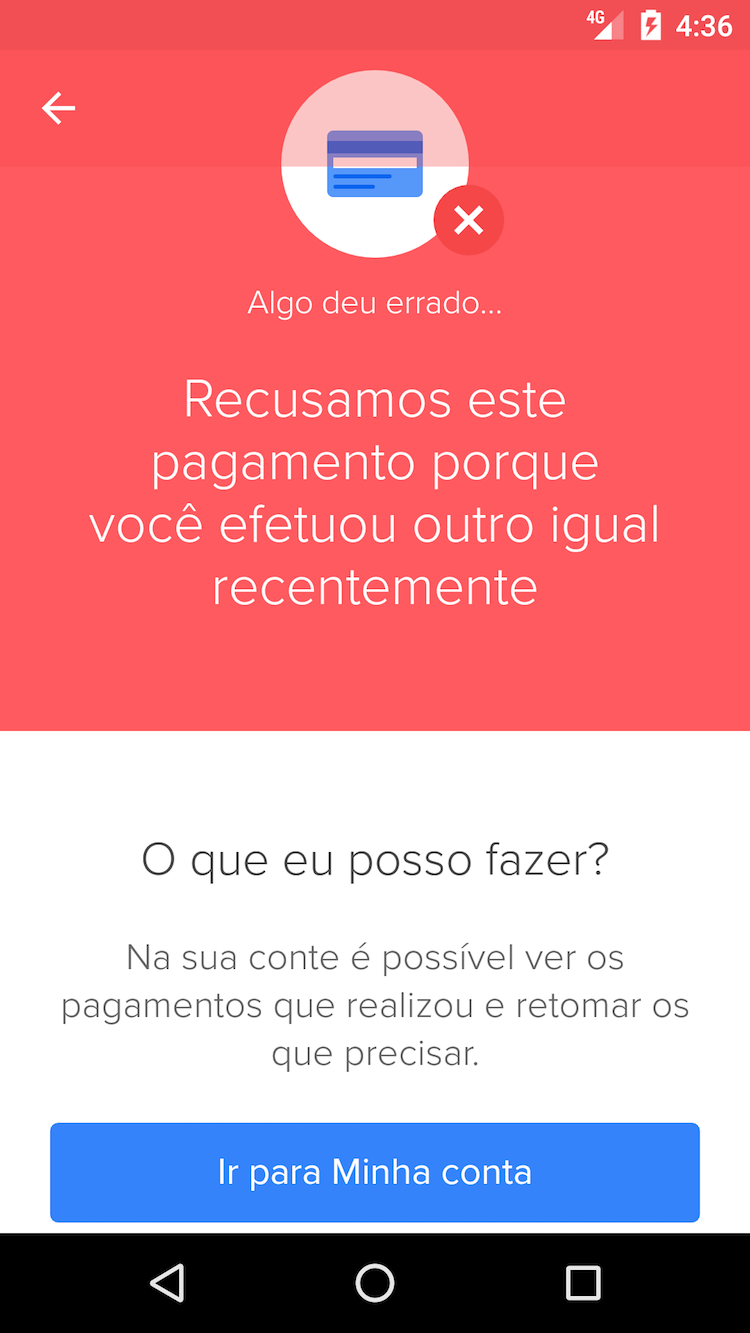 4G 4:36
Algo deu errado...
Recusamos este
pagamento porque
você efetuou outro igual
recentemente
O que eu posso fazer?
Na sua conte é possível ver os
pagamentos que realizou e retomar os
que precisar.
Ir para Minha conta